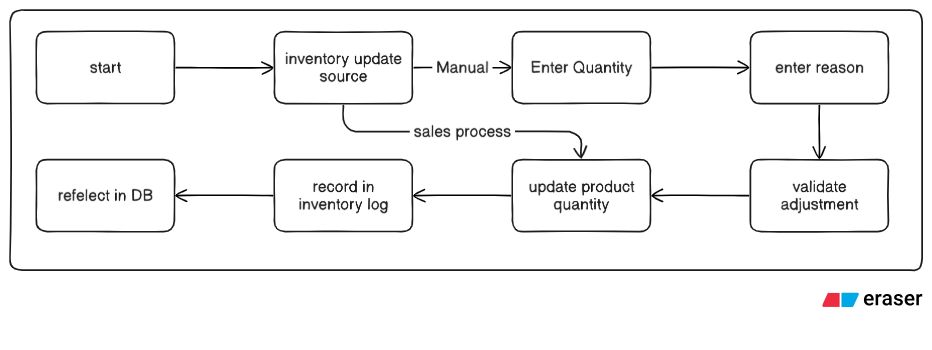 start
inventory update
source
Manual
Enter Quantity
enter reason
sales process
refelect in DB
record in
inventory log
update product
quantity
validate
adjustment
eraser